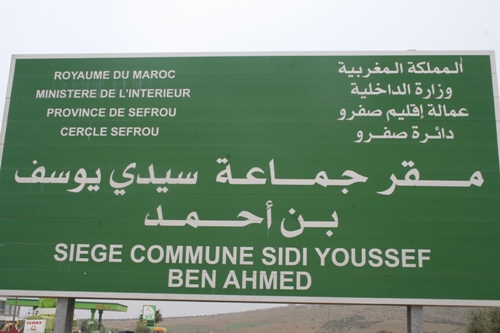 ROYAUME DU MAROC
MINISTERE DE L'INTERIEUR
PROVINCE DE SEFROU
CERCLE SEFROU
المملكة المغربية
وزارة الداخلية
عمالة إقليم صفرو
دائرة صفرو
مقر جماعة سيدي يوسف
بن أحمد
SIEGE COMMUNE SIDI YOUSSEF
BEN AHMED